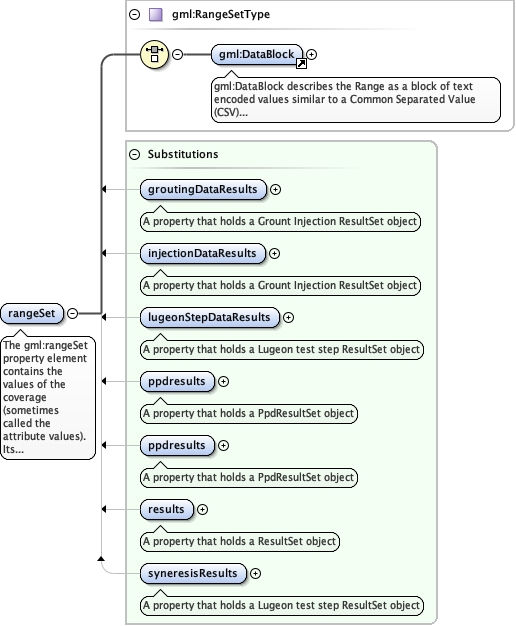 gml:RangeSetType
gml:DataBlock
gml:DataBlock describes the Range as a block of text
encoded values similar to a Common Separated Value
(CSV)...
Substitutions
groutingDataResults
A property that holds a Grount Injection ResultSet object
injectionDataResults
A property that holds a Grount Injection ResultSet object
rangeSet
The gml:rangeSet
property element
contains the
values of the
coverage
(sometimes
called the
attribute values).
Its...
lugeonStepDataResults
A property that holds a Lugeon test step ResultSet object
ppdresults
A property that holds a PpdResultSet object
ppdresults
A property that holds a PpdResultSet object
results
A property that holds a ResultSet object
syneresisResults
A property that holds a Lugeon test step ResultSet object